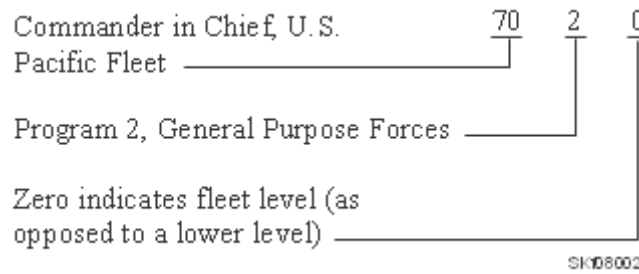 Commander in Chief, U.S. 70 2 0
Pacific Fleet
Program 2, General Purpose Forces
Zero indicates fleet level (as
opposed to a lower level)
SKf08002